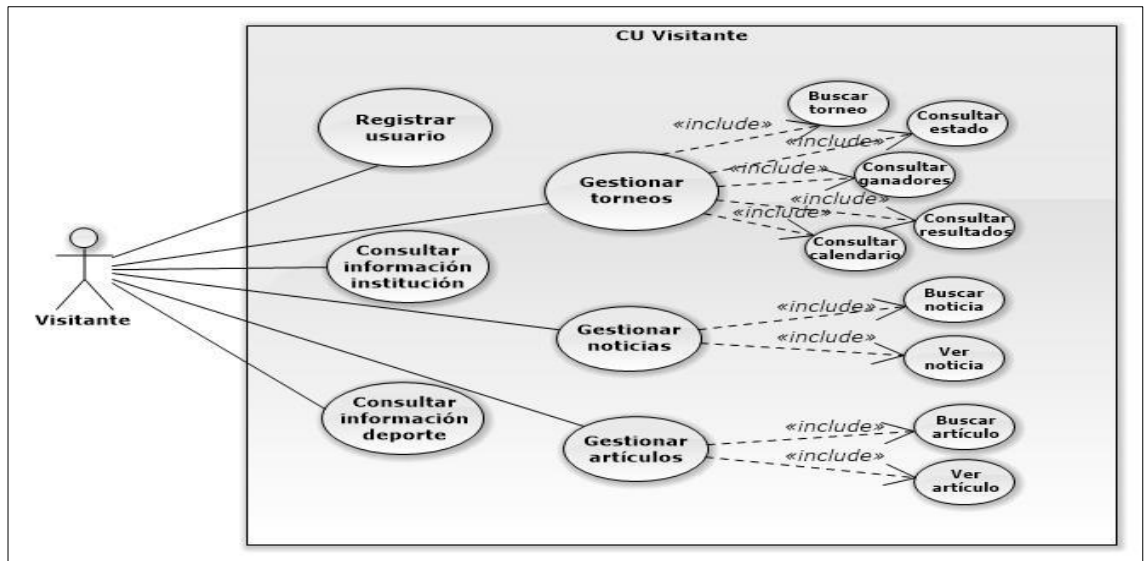 CU Visitante
Registrar
usuario
Buscar
torneo
«include»
Consultar
estado
«include»
Gestionar
torneos
«include»
Consultar
ganadores
«include»
Consultar
resultados
«include»
Consultar
calendario
Consultar
información
institución
Visitante
Gestionar
noticias
«include»
Buscar
noticia
«include»
Ver
noticia
Consultar
información
deporte
Gestionar
artículos
«include»
Buscar
artículo
«include»
Ver
artículo